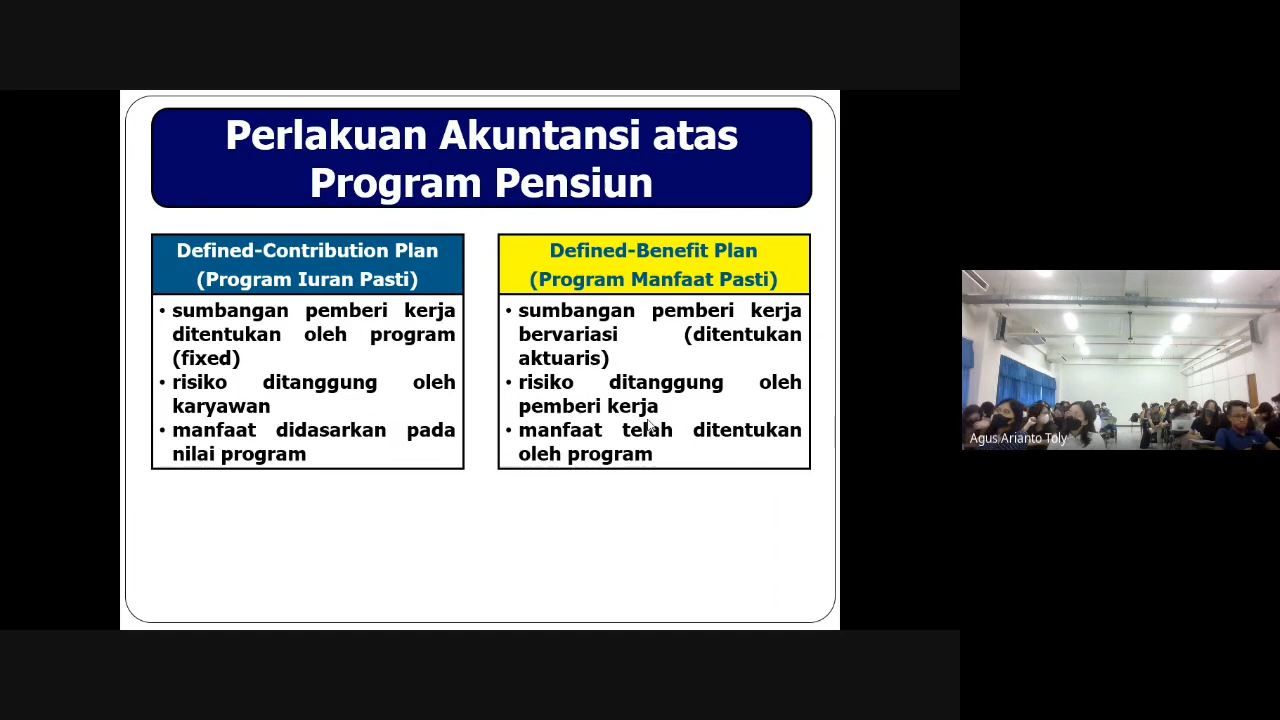 Perlakuan Akuntansi atas
Program Pensiun
Defined-Contribution Plan
(Program Iuran Pasti)
• sumbangan pemberi kerja
ditentukan oleh program
(fixed)
• risiko ditanggung oleh
karyawan
• manfaat didasarkan pada
nilai program
Defined-Benefit Plan
(Program Manfaat Pasti)
• sumbangan pemberi kerja
bervariasi (ditentukan
aktuaris)
• risiko ditanggung oleh
pemberi kerja
• manfaat telah ditentukan
oleh program
Agus Arianto Toly